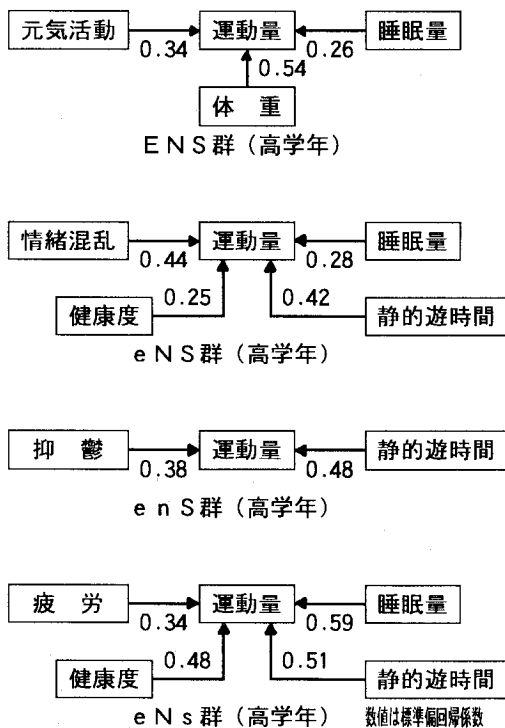 元気活動 運動量 睡眠量
0.34 0.26
0.54
体 重
ENS群（高学年）
情緒混乱 運動量 睡眠量
0.44 0.28
0.25 0.42
健康度 静的遊時間
eNS群（高学年）
抑 鬱 運動量 静的遊時間
0.38 0.48
enS群（高学年）
疲 労 運動量 睡眠量
0.34 0.59
0.48 0.51
健康度 静的遊時間
eNs群（高学年） 数値は標準偏回帰係数